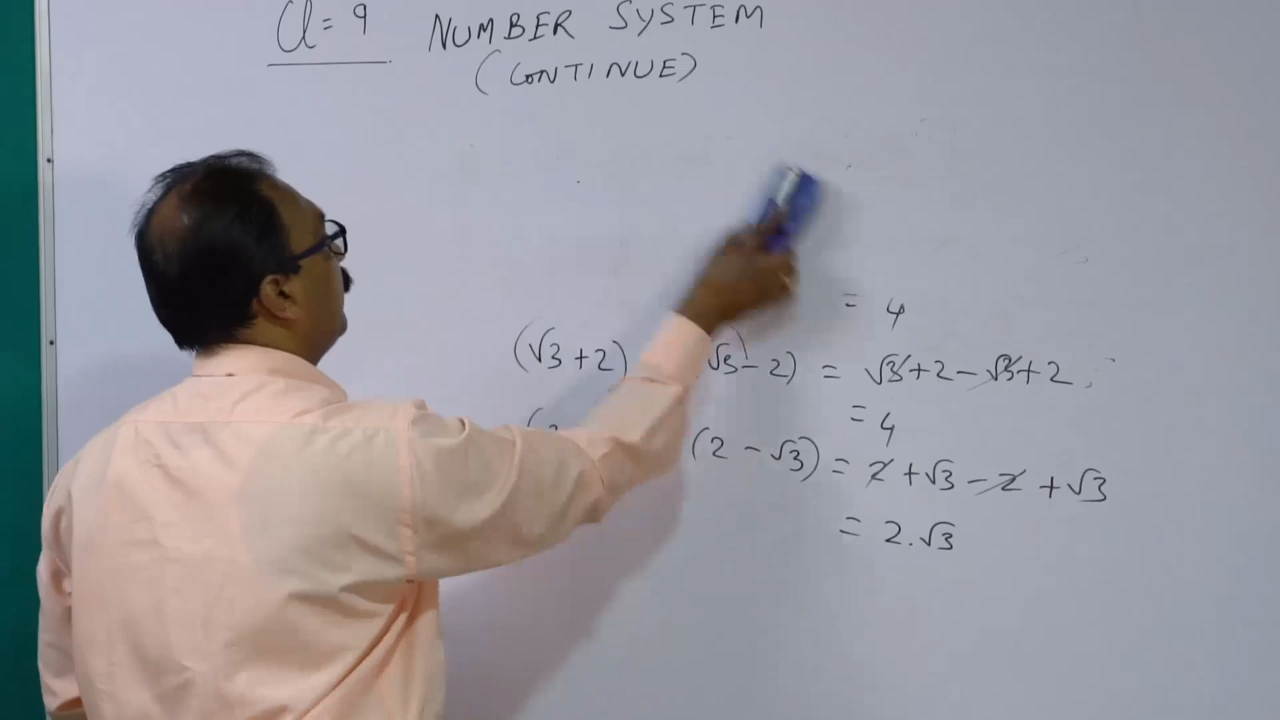 Cl = 9 NUMBER SYSTEM
(CONTINUE)
= 4
(√3 + 2) √3 - 2) = √3 + 2 - √3 + 2
= 4
(2 - √3) = 2 + √3 - 2 + √3
= 2.√3